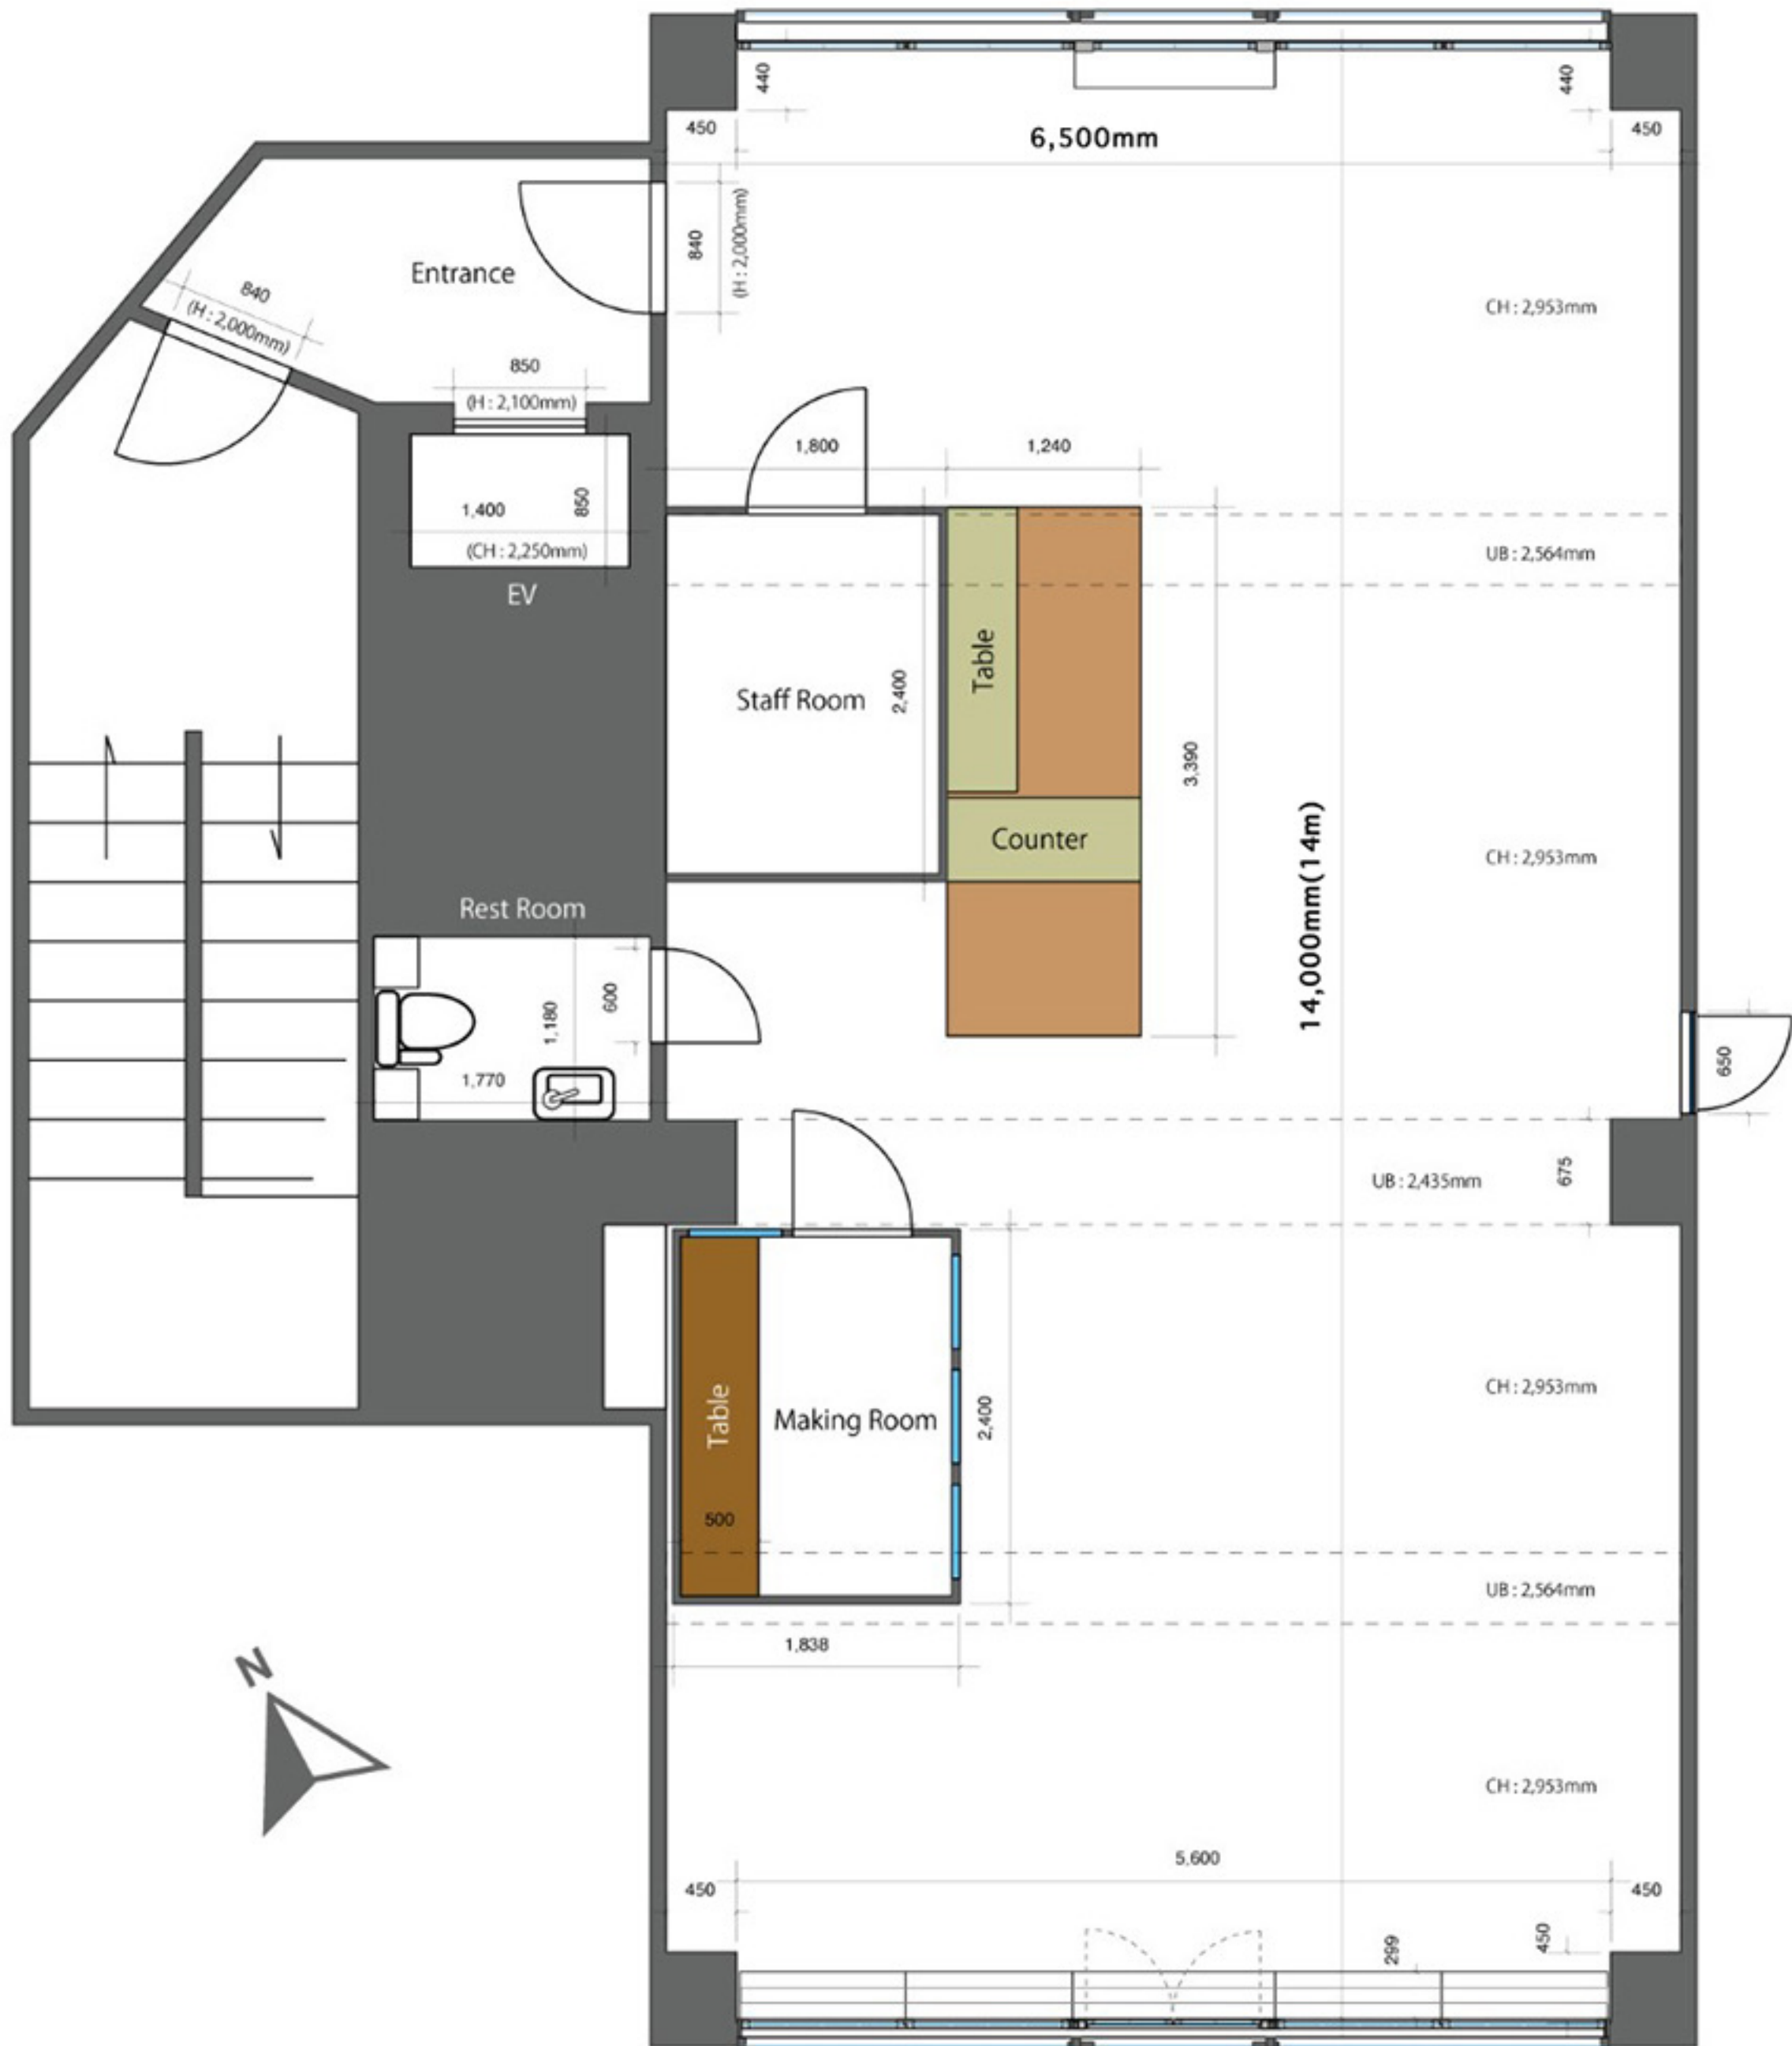 440
440
450
6,500mm
450
840
(H : 2,000mm)
Entrance
840
(H : 2,000mm)
CH : 2,953mm
850
(H : 2,100mm)
1,800
1,240
1,400
850
(CH : 2,250mm)
EV
UB : 2,564mm
Table
Staff Room
2,400
3,390
Counter
14,000mm(14m)
CH : 2,953mm
Rest Room
600
1,180
1,770
650
UB : 2,435mm
675
Table
Making Room
2,400
CH : 2,953mm
500
UB : 2,564mm
1,838
N
CH : 2,953mm
5,600
450
450
299
450